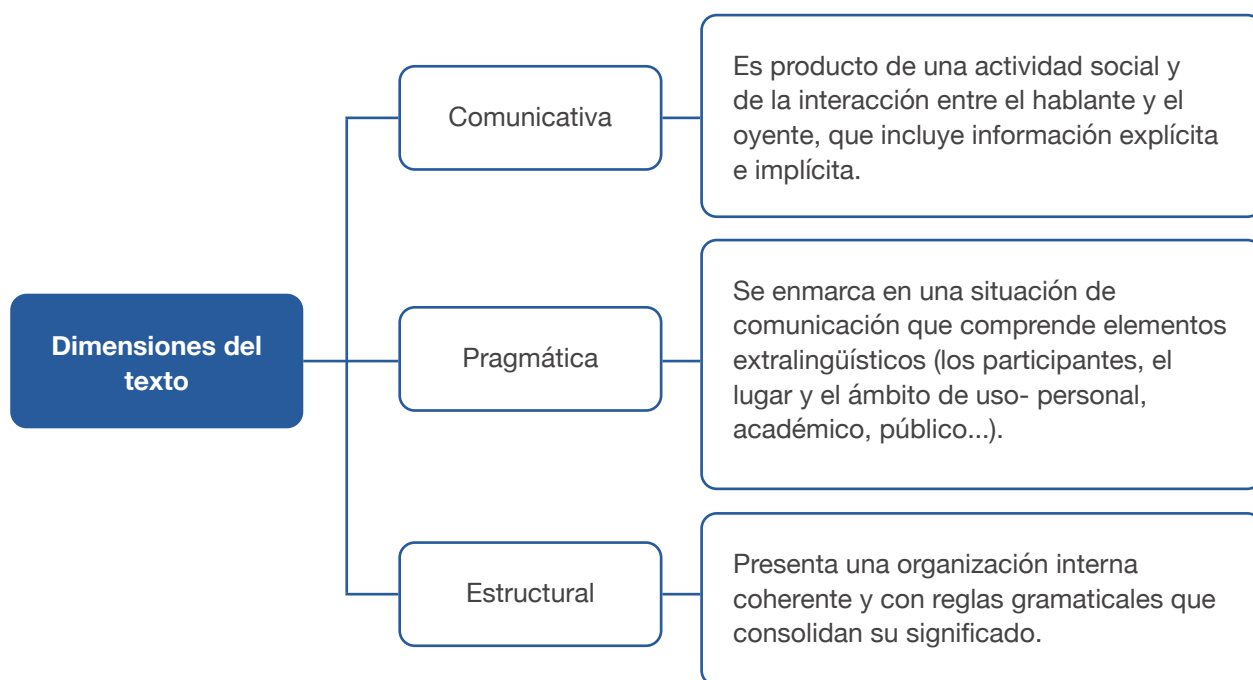 Dimensiones del
texto
Comunicativa
Es producto de una actividad social y
de la interacción entre el hablante y el
oyente, que incluye información explícita
e implícita.
Pragmática
Se enmarca en una situación de
comunicación que comprende elementos
extralingüísticos (los participantes, el
lugar y el ámbito de uso- personal,
académico, público...).
Estructural
Presenta una organización interna
coherente y con reglas gramaticales que
consolidan su significado.